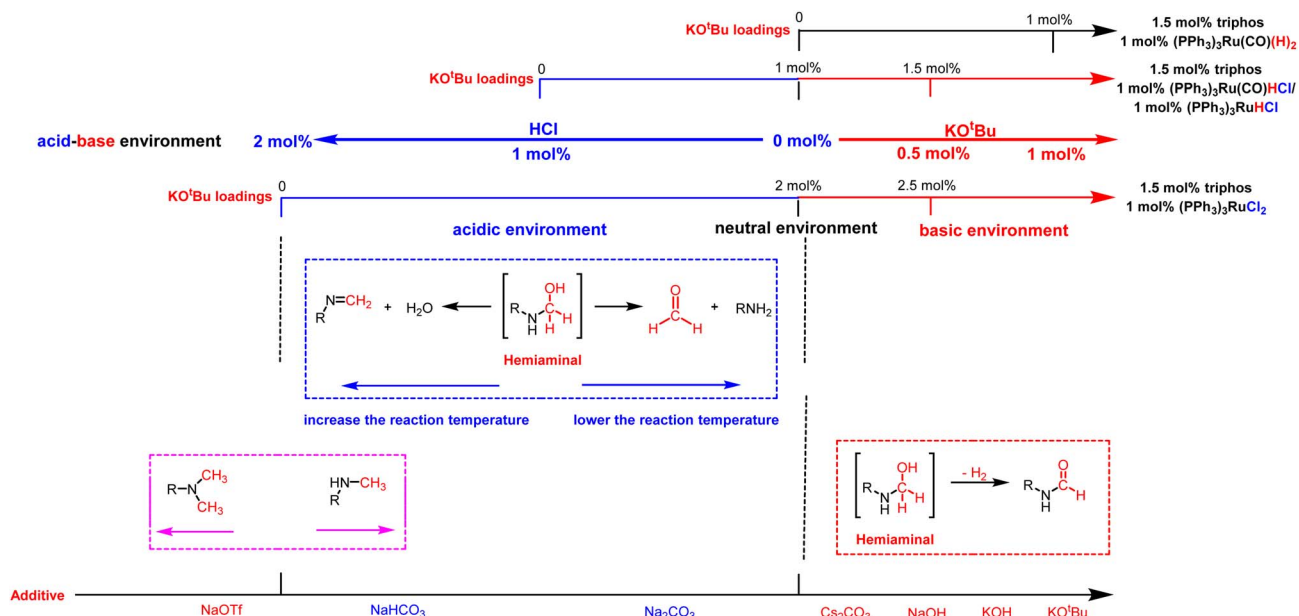 KOᵗBu loadings 0 1 mol% 1.5 mol% triphos
1 mol% (PPh₃)₃Ru(CO)(H)₂
KOᵗBu loadings 0 1 mol% 1.5 mol% 1.5 mol% triphos
1 mol% (PPh₃)₃Ru(CO)HCl/
1 mol% (PPh₃)₃RuHCl
acid-base environment 2 mol% HCl 0 mol% KOᵗBu
1 mol% 0.5 mol% 1 mol%
KOᵗBu loadings 0 2 mol% 2.5 mol% 1.5 mol% triphos
1 mol% (PPh₃)₃RuCl₂
acidic environment neutral environment basic environment
N=CH₂ R + H₂O R N H OH C H H O H C H + RNH₂
Hemiaminal
increase the reaction temperature lower the reaction temperature
R N CH₃ CH₃ HN CH₃ R
R N H OH C H H - H₂ R N H O C H
Hemiaminal
Additive NaOTf NaHCO₃ Na₂CO₃ Cs₂CO₃ NaOH KOH KOᵗBu